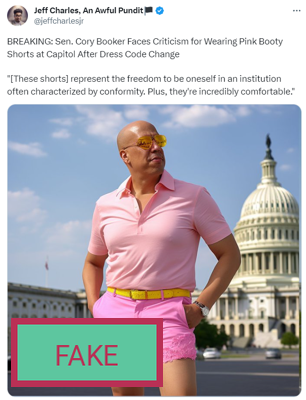 Jeff Charles, An Awful Pundit
@jeffcharlesjr
BREAKING: Sen. Cory Booker Faces Criticism for Wearing Pink Booty
Shorts at Capitol After Dress Code Change
"[These shorts] represent the freedom to be oneself in an institution
often characterized by conformity. Plus, they're incredibly comfortable."
FAKE